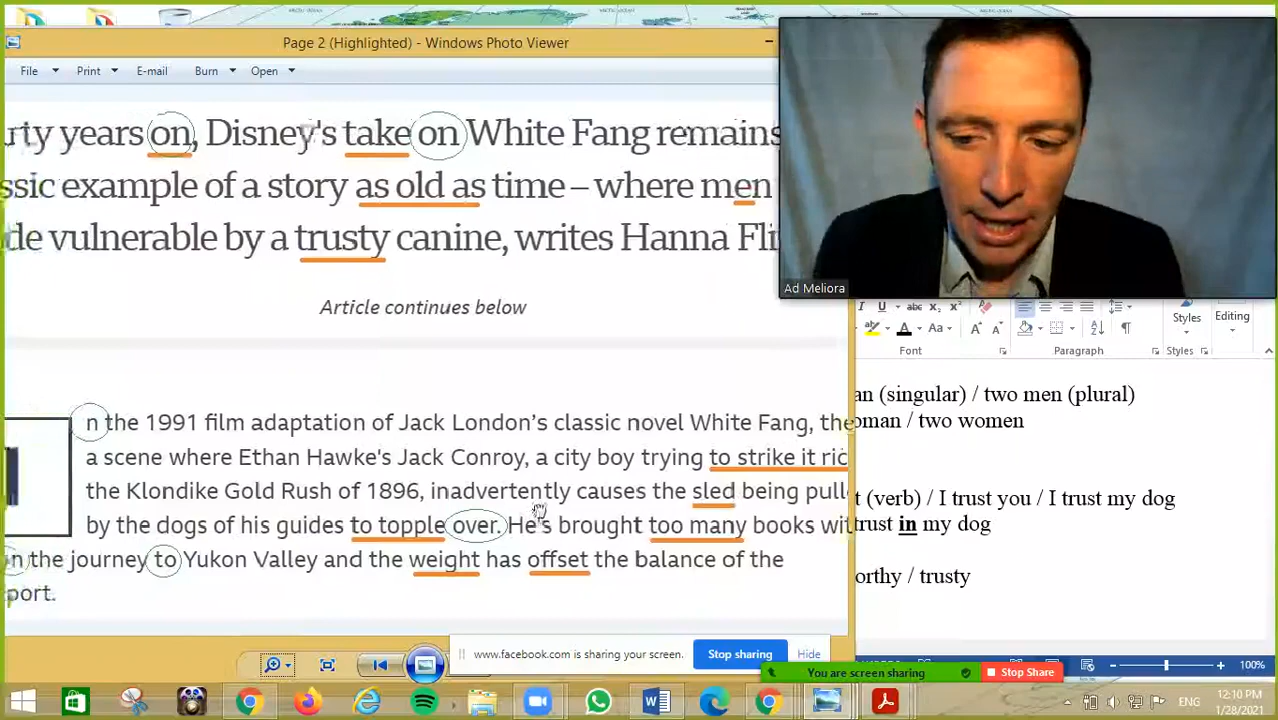 Page 2 (Highlighted) - Windows Photo Viewer
File Print E-mail Burn Open
rty years on, Disney's take on White Fang remains
ssic example of a story as old as time – where men
de vulnerable by a trusty canine, writes Hanna Fli
Article continues below
n the 1991 film adaptation of Jack London's classic novel White Fang, the
a scene where Ethan Hawke's Jack Conroy, a city boy trying to strike it ric
the Klondike Gold Rush of 1896, inadvertently causes the sled being pull
by the dogs of his guides to topple over. He's brought too many books wit
n the journey to Yukon Valley and the weight has offset the balance of the
port.
Ad Meliora
I U abc x₂ x²
A Aa A A
Styles
Editing
Font Paragraph Styles
an (singular) / two men (plural)
oman / two women
t (verb) / I trust you / I trust my dog
trust in my dog
orthy / trusty
www.facebook.com is sharing your screen.
Stop sharing
Hide
You are screen sharing
Stop Share
100%
ENG
12:10 PM
1/28/2021